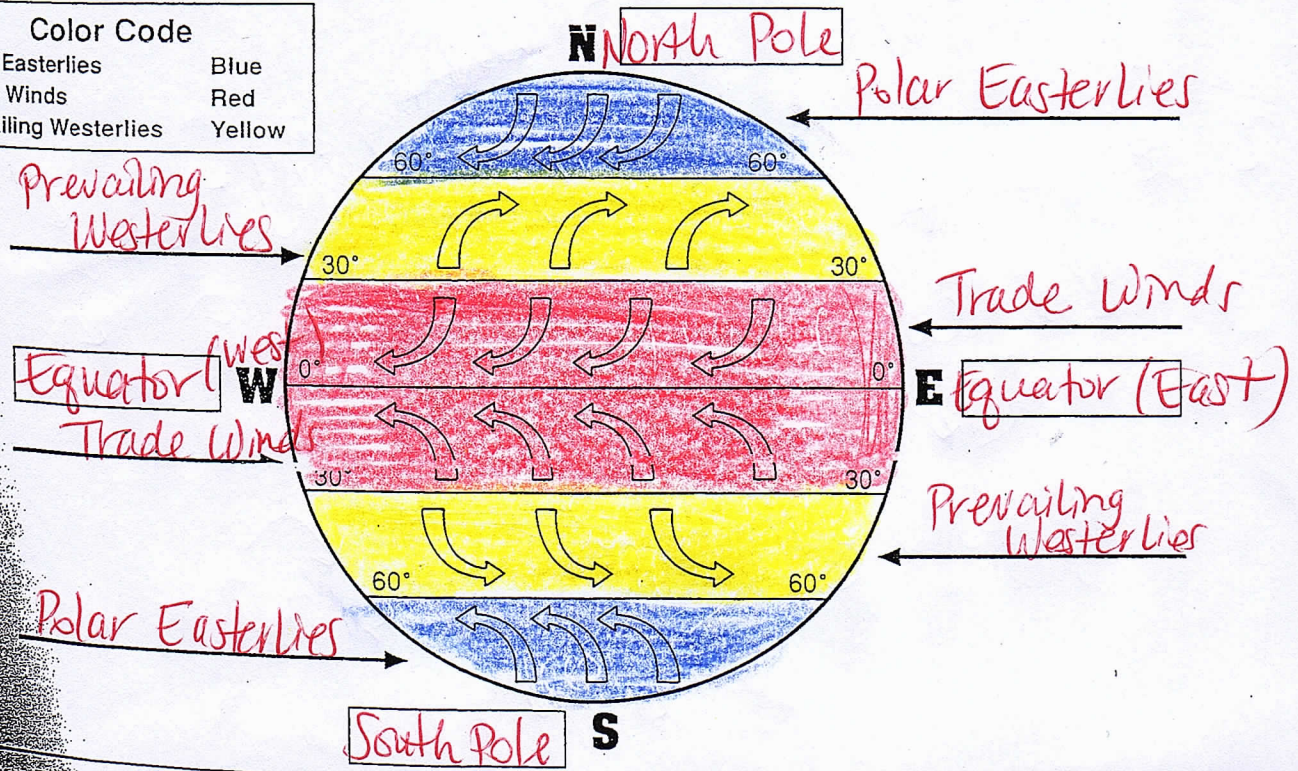 Color Code
Easterlies Blue
Winds Red
iling Westerlies Yellow
N North Pole
Polar Easterlies
60° 60°
Prevailing
Westerlies
30° 30°
Trade Winds
Equator (West) W 0° 0° E Equator (East)
Trade Winds
30° 30°
Prevailing
Westerlies
60° 60°
Polar Easterlies
South Pole S